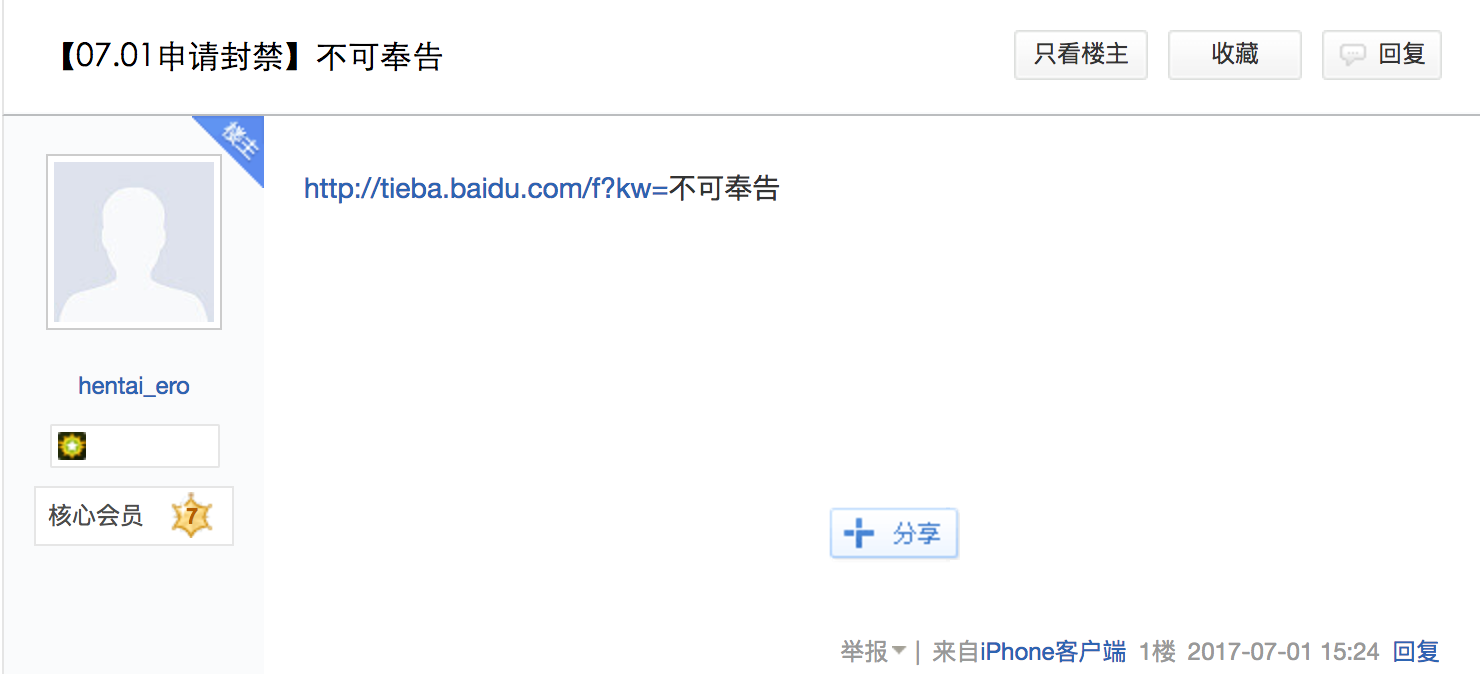 【07.01申请封禁】不可奉告
只看楼主
收藏
回复
楼主
http://tieba.baidu.com/f?kw=不可奉告
hentai_ero
核心会员 7
分享
举报 | 来自iPhone客户端 1楼 2017-07-01 15:24 回复